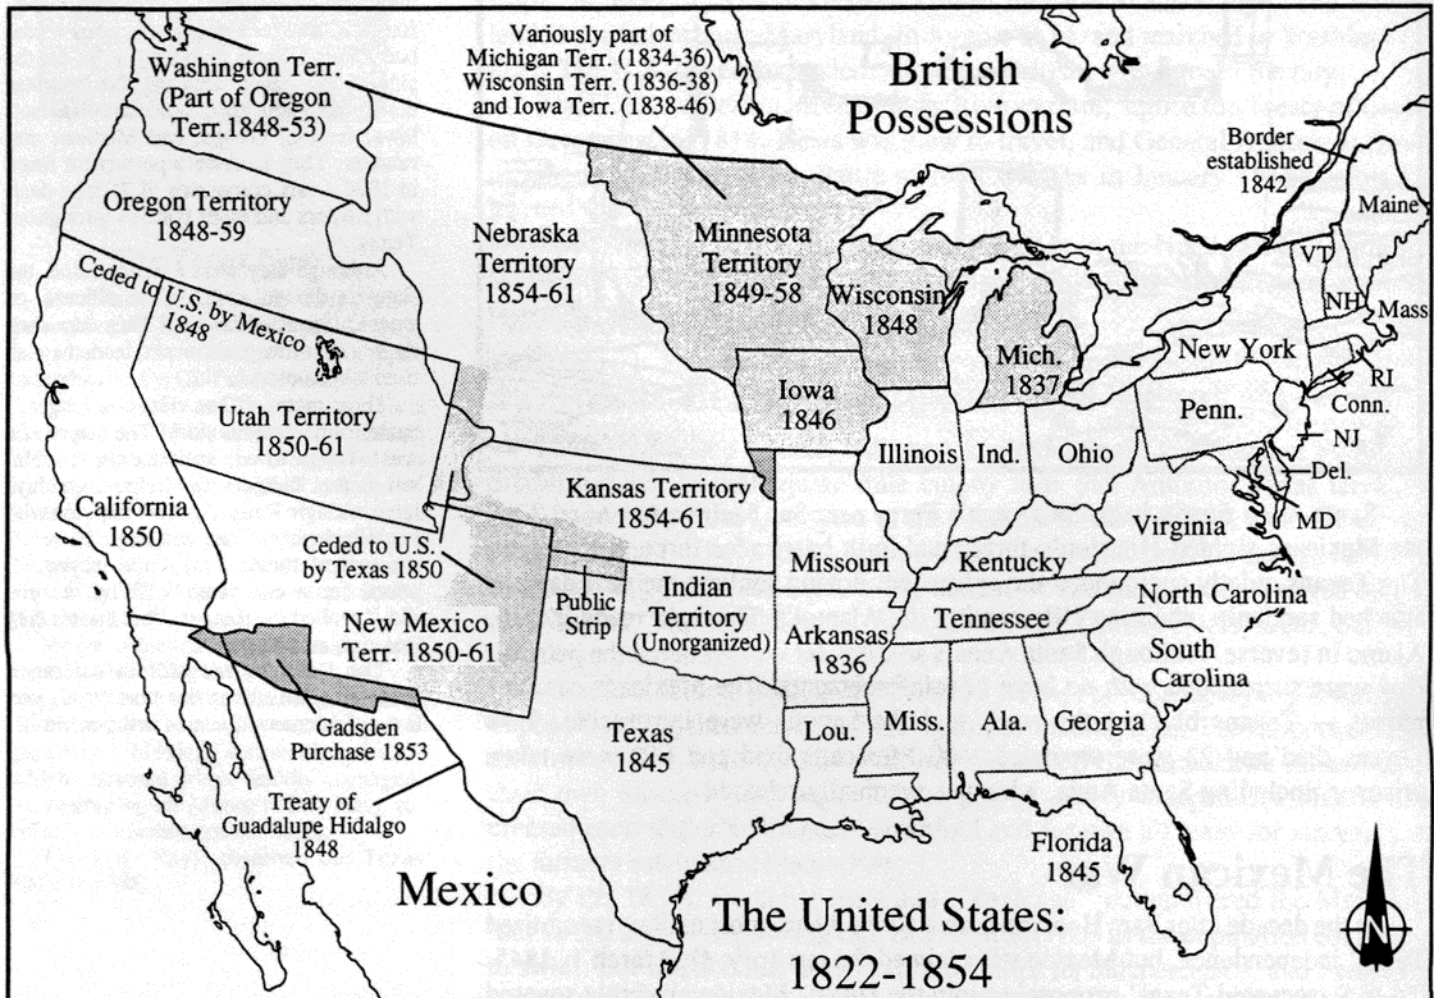 Variously part of
Michigan Terr. (1834-36)
Wisconsin Terr. (1836-38)
and Iowa Terr. (1838-46)
British
Possessions
Washington Terr.
(Part of Oregon
Terr.1848-53)
Border
established
1842
Maine
Oregon Territory
1848-59
Nebraska
Territory
1854-61
Minnesota
Territory
1849-58
Wisconsin
1848
VT
NH
Mass
Ceded to U.S. by Mexico
1848
Mich.
1837
New York
RI
Conn.
NJ
Iowa
1846
Penn.
Utah Territory
1850-61
Illinois
Ind.
Ohio
Del.
MD
California
1850
Kansas Territory
1854-61
Virginia
Ceded to U.S.
by Texas 1850
Missouri
Kentucky
Public
Strip
Indian
Territory
(Unorganized)
North Carolina
Tennessee
New Mexico
Terr. 1850-61
Arkansas
1836
South
Carolina
Gadsden
Purchase 1853
Texas
1845
Lou.
Miss.
Ala.
Georgia
Treaty of
Guadalupe Hidalgo
1848
Florida
1845
Mexico
The United States:
1822-1854
N